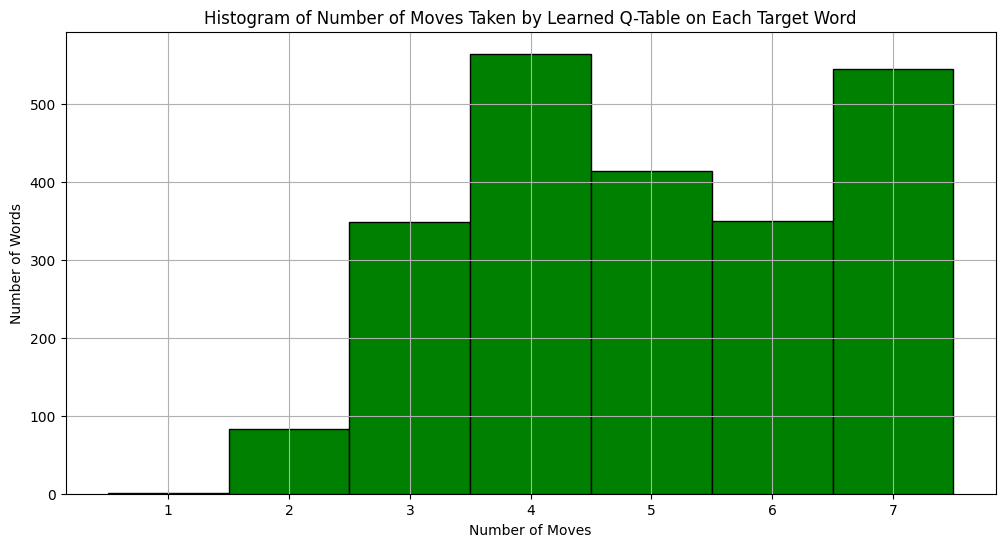 Histogram of Number of Moves Taken by Learned Q-Table on Each Target Word
Number of Words
500
400
300
200
100
0
1 2 3 4 5 6 7
Number of Moves